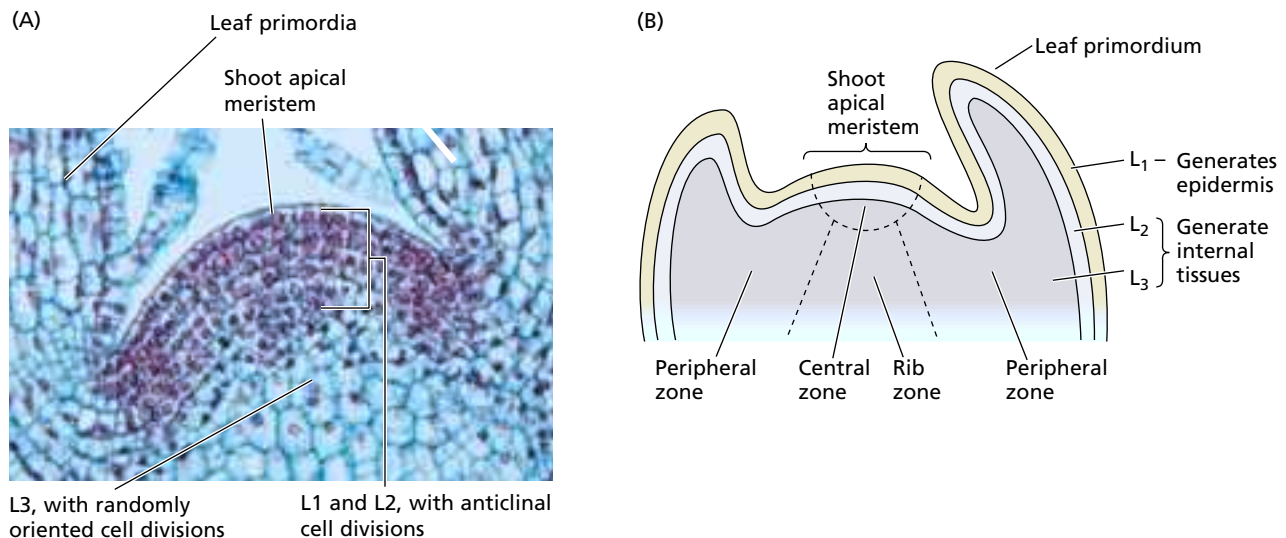 (A)
Leaf primordia
Shoot apical
meristem
L3, with randomly
oriented cell divisions
L1 and L2, with anticlinal
cell divisions
(B)
Leaf primordium
Shoot
apical
meristem
L1 – Generates
epidermis
L2
L3
Generate
internal
tissues
Peripheral
zone
Central
zone
Rib
zone
Peripheral
zone